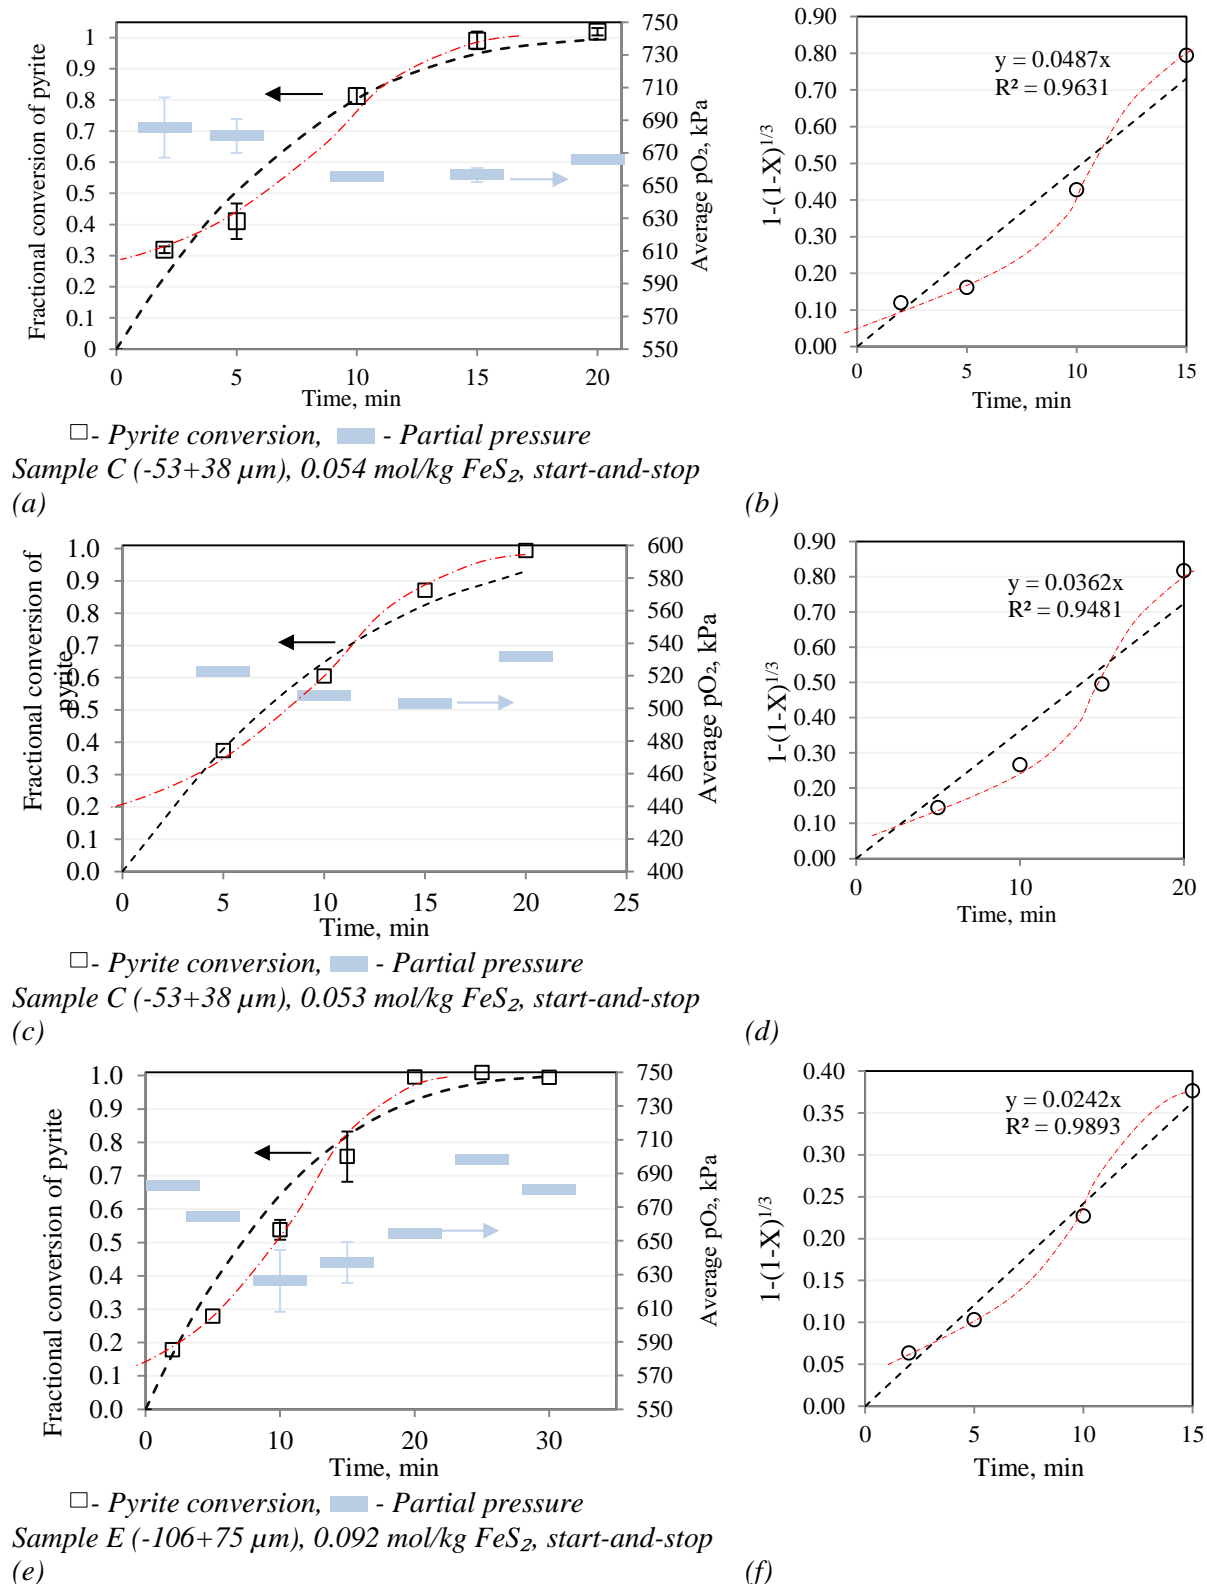 1
0.9
0.8
0.7
0.6
0.5
0.4
0.3
0.2
0.1
0
Fractional conversion of pyrite
750
730
710
690
670
650
630
610
590
570
550
Average pO₂, kPa
0 5 10 15 20
Time, min
0.90
0.80
0.70
0.60
0.50
0.40
0.30
0.20
0.10
0.00
1-(1-X)^1/3
y = 0.0487x
R² = 0.9631
0 5 10 15
Time, min
□ - Pyrite conversion, - Partial pressure
Sample C (-53+38 µm), 0.054 mol/kg FeS₂, start-and-stop
(a) (b)
1.0
0.9
0.8
0.7
0.6
0.5
0.4
0.3
0.2
0.1
0.0
Fractional conversion of
pyrite
600
580
560
540
520
500
480
460
440
420
400
Average pO₂, kPa
0 5 10 15 20 25
Time, min
0.90
0.80
0.70
0.60
0.50
0.40
0.30
0.20
0.10
0.00
1-(1-X)^1/3
y = 0.0362x
R² = 0.9481
0 10 20
Time, min
□ - Pyrite conversion, - Partial pressure
Sample C (-53+38 µm), 0.053 mol/kg FeS₂, start-and-stop
(c) (d)
1.0
0.9
0.8
0.7
0.6
0.5
0.4
0.3
0.2
0.1
0.0
Fractional conversion of pyrite
750
730
710
690
670
650
630
610
590
570
550
Average pO₂, kPa
0 10 20 30
Time, min
0.40
0.35
0.30
0.25
0.20
0.15
0.10
0.05
0.00
1-(1-X)^1/3
y = 0.0242x
R² = 0.9893
0 5 10 15
Time, min
□ - Pyrite conversion, - Partial pressure
Sample E (-106+75 µm), 0.092 mol/kg FeS₂, start-and-stop
(e) (f)